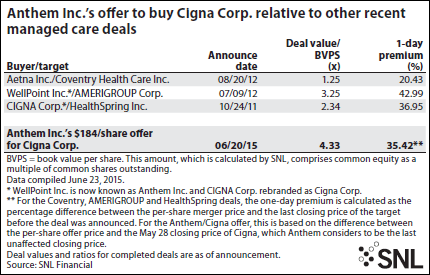 Anthem Inc.’s offer to buy Cigna Corp. relative to other recent
managed care deals
Buyer/target
Announce
date
Deal value/
BVPS
(x)
1-day
premium
(%)
Aetna Inc./Coventry Health Care Inc. 08/20/12 1.25 20.43
WellPoint Inc.*/AMERIGROUP Corp. 07/09/12 3.25 42.99
CIGNA Corp.*/HealthSpring Inc. 10/24/11 2.34 36.95
Anthem Inc.’s $184/share offer
for Cigna Corp. 06/20/15 4.33 35.42**
BVPS = book value per share. This amount, which is calculated by SNL, comprises common equity as a
multiple of common shares outstanding.
Data compiled June 23, 2015.
* WellPoint Inc. is now known as Anthem Inc. and CIGNA Corp. rebranded as Cigna Corp.
** For the Coventry, AMERIGROUP and HealthSpring deals, the one-day premium is calculated as the
percentage difference between the per-share merger price and the last closing price of the target
before the deal was announced. For the Anthem/Cigna offer, this is based on the difference between
the per-share offer price and the May 28 closing price of Cigna, which Anthem considers to be the last
unaffected closing price.
Deal values and ratios for completed deals are as of announcement.
Source: SNL Financial
SNL